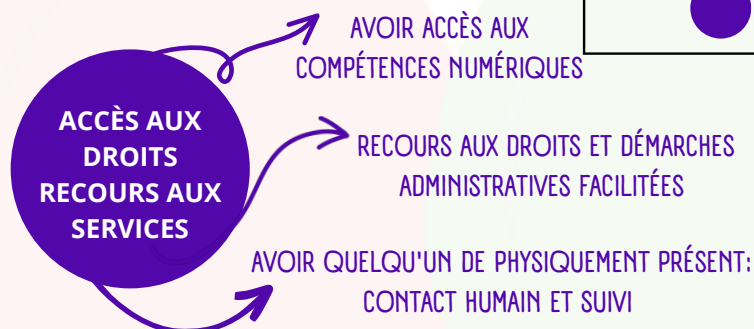 AVOIR ACCÈS AUX
COMPÉTENCES NUMÉRIQUES
ACCÈS AUX
DROITS
RECOURS AUX
SERVICES
RECOURS AUX DROITS ET DÉMARCHES
ADMINISTRATIVES FACILITÉES
AVOIR QUELQU'UN DE PHYSIQUEMENT PRÉSENT:
CONTACT HUMAIN ET SUIVI